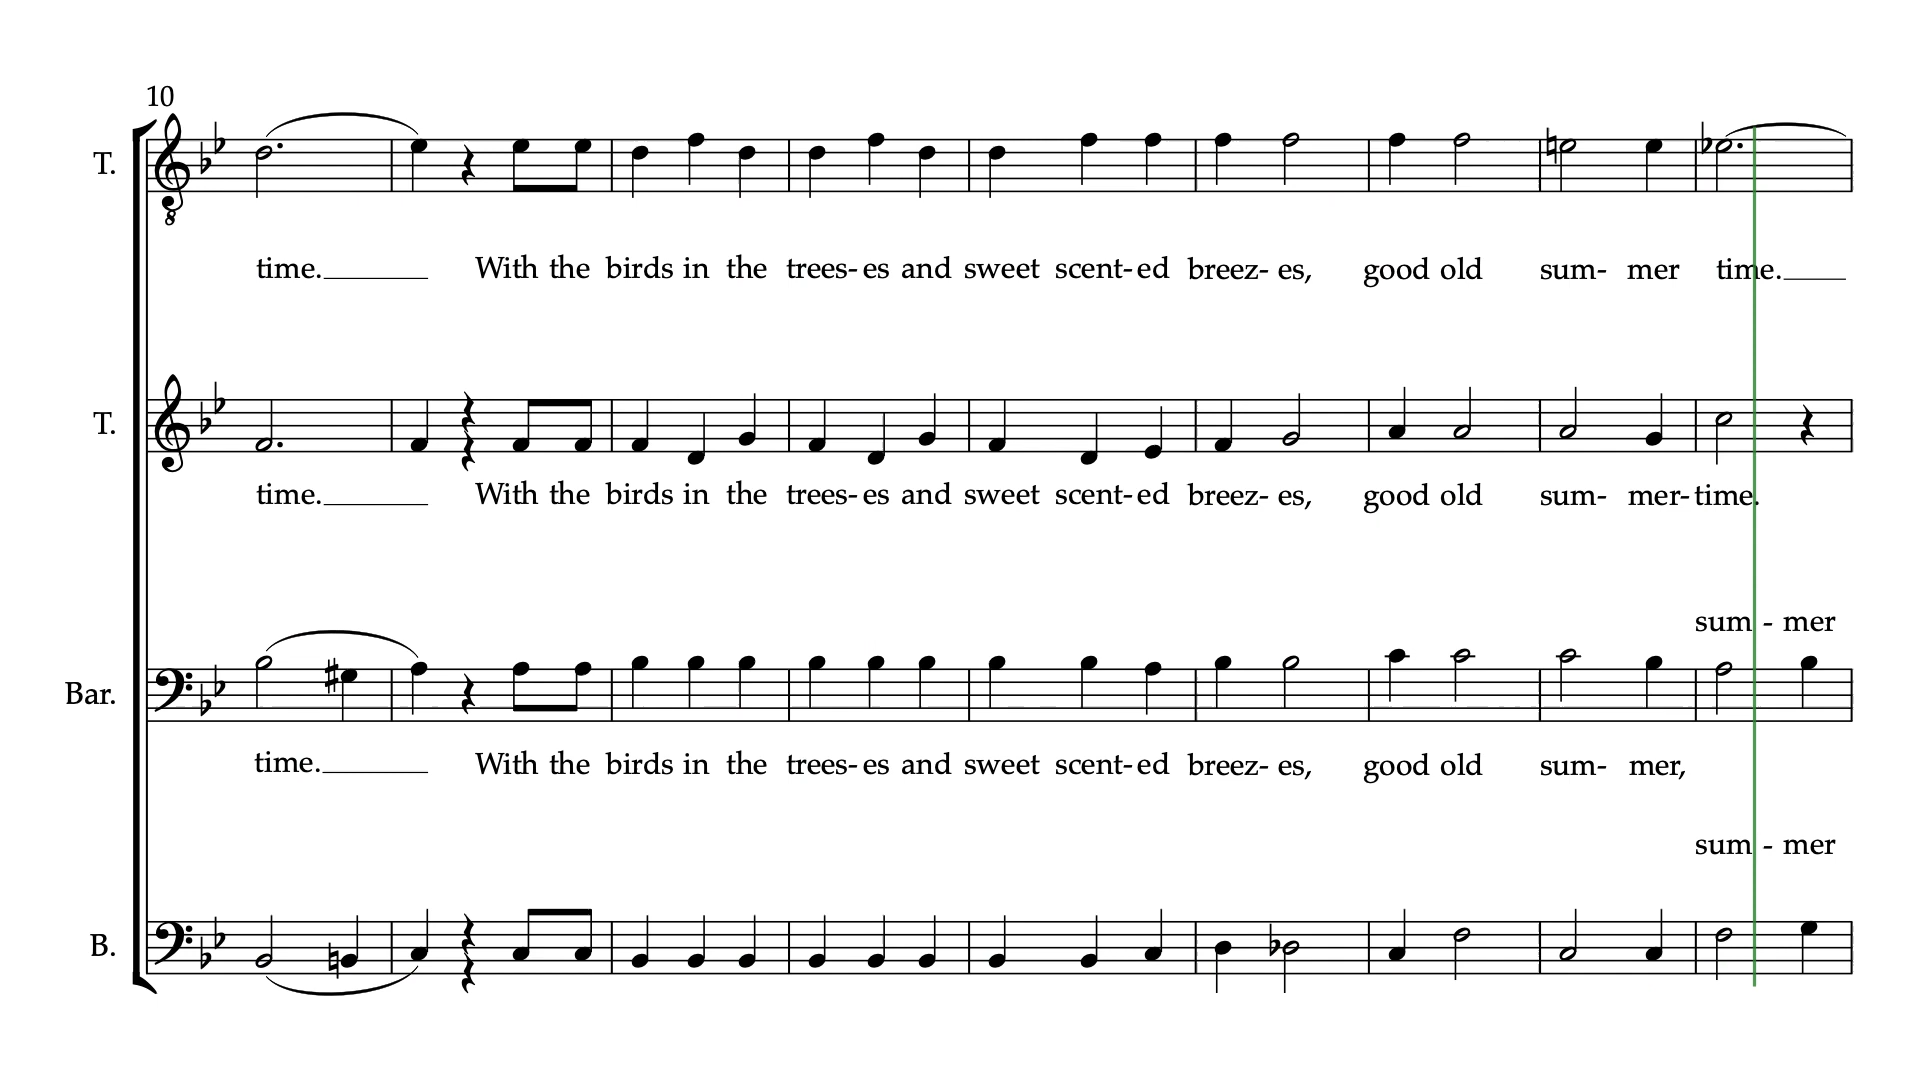 10
T.
time. With the birds in the trees- es and sweet scent- ed breez- es, good old sum- mer time.
T.
time. With the birds in the trees- es and sweet scent- ed breez- es, good old sum- mer- time.
sum - mer
Bar.
time. With the birds in the trees- es and sweet scent- ed breez- es, good old sum- mer,
sum - mer
B.